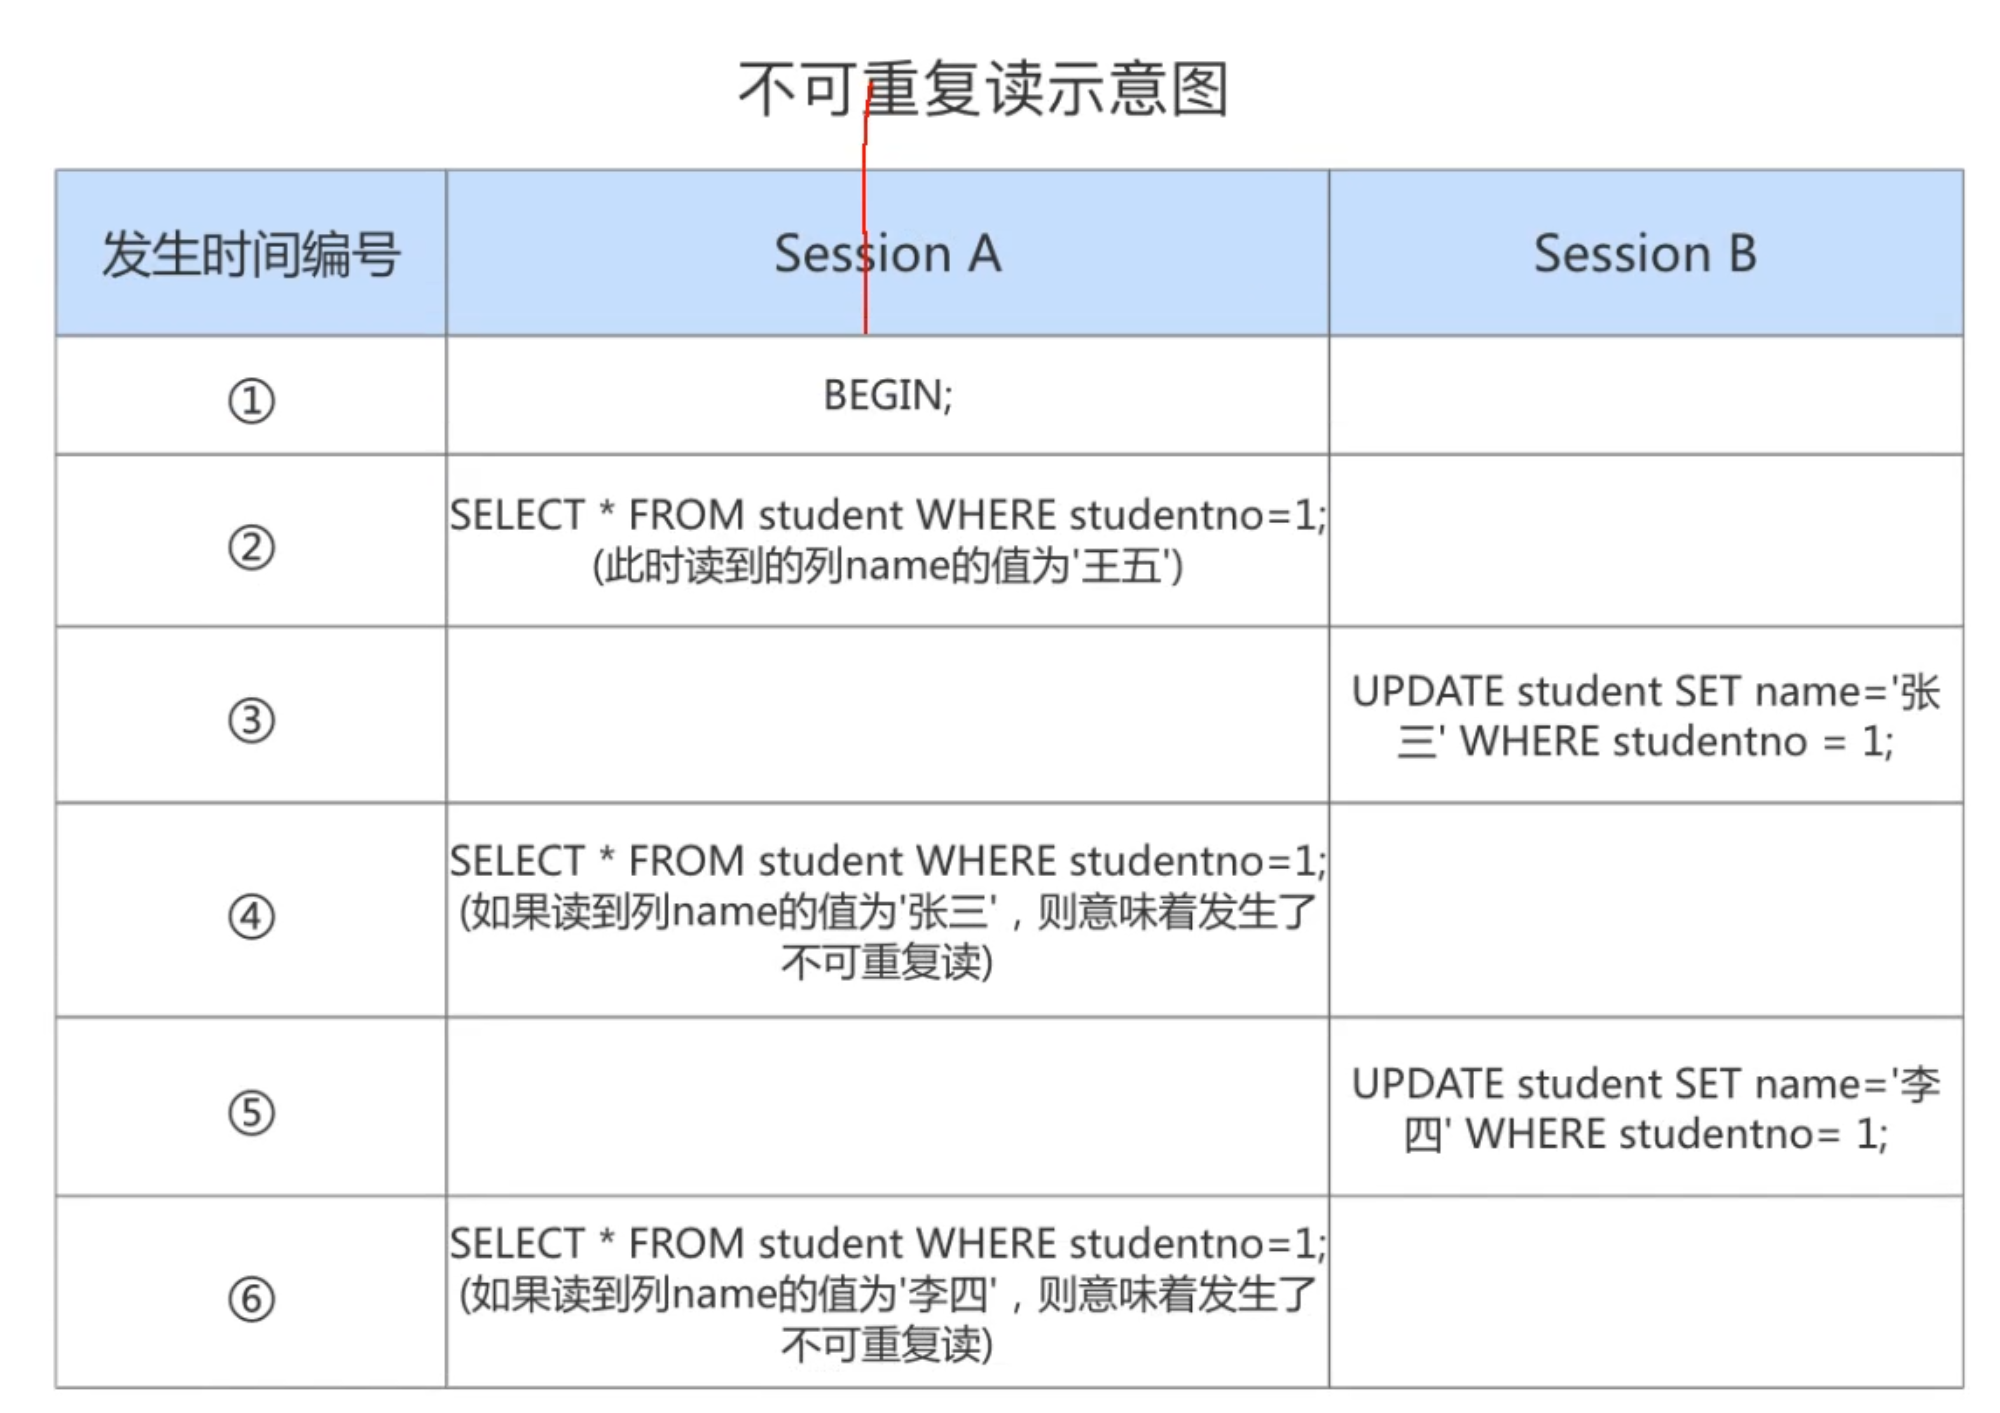 不可重复读示意图
发生时间编号
Session A
Session B
①
BEGIN;
②
SELECT * FROM student WHERE studentno=1;
(此时读到的列name的值为'王五')
③
UPDATE student SET name='张
三' WHERE studentno = 1;
④
SELECT * FROM student WHERE studentno=1;
(如果读到列name的值为'张三'，则意味着发生了
不可重复读)
⑤
UPDATE student SET name='李
四' WHERE studentno= 1;
⑥
SELECT * FROM student WHERE studentno=1;
(如果读到列name的值为'李四'，则意味着发生了
不可重复读)